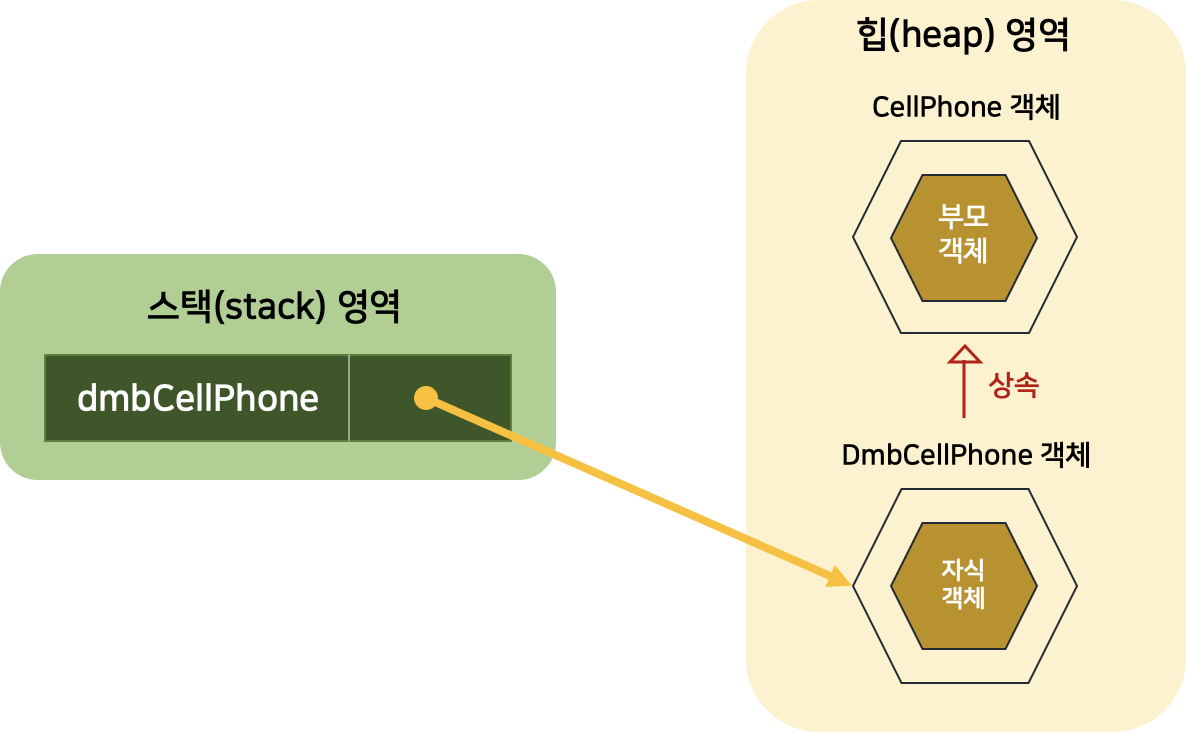 힙(heap) 영역
CellPhone 객체
부모
객체
상속
스택(stack) 영역
dmbCellPhone
DmbCellPhone 객체
자식
객체